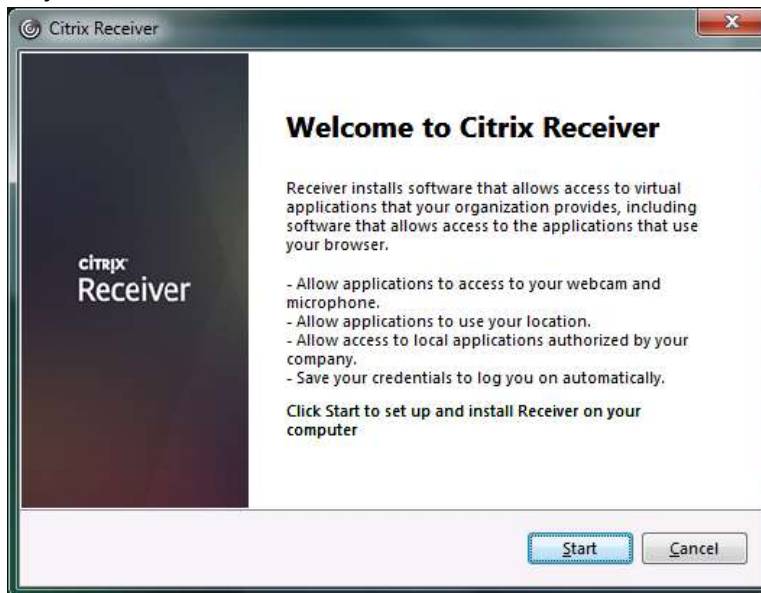 Citrix Receiver
Welcome to Citrix Receiver
Receiver installs software that allows access to virtual
applications that your organization provides, including
software that allows access to the applications that use
your browser.
- Allow applications to access to your webcam and
microphone.
- Allow applications to use your location.
- Allow access to local applications authorized by your
company.
- Save your credentials to log you on automatically.
Click Start to set up and install Receiver on your
computer
CITRIX
Receiver
Start
Cancel